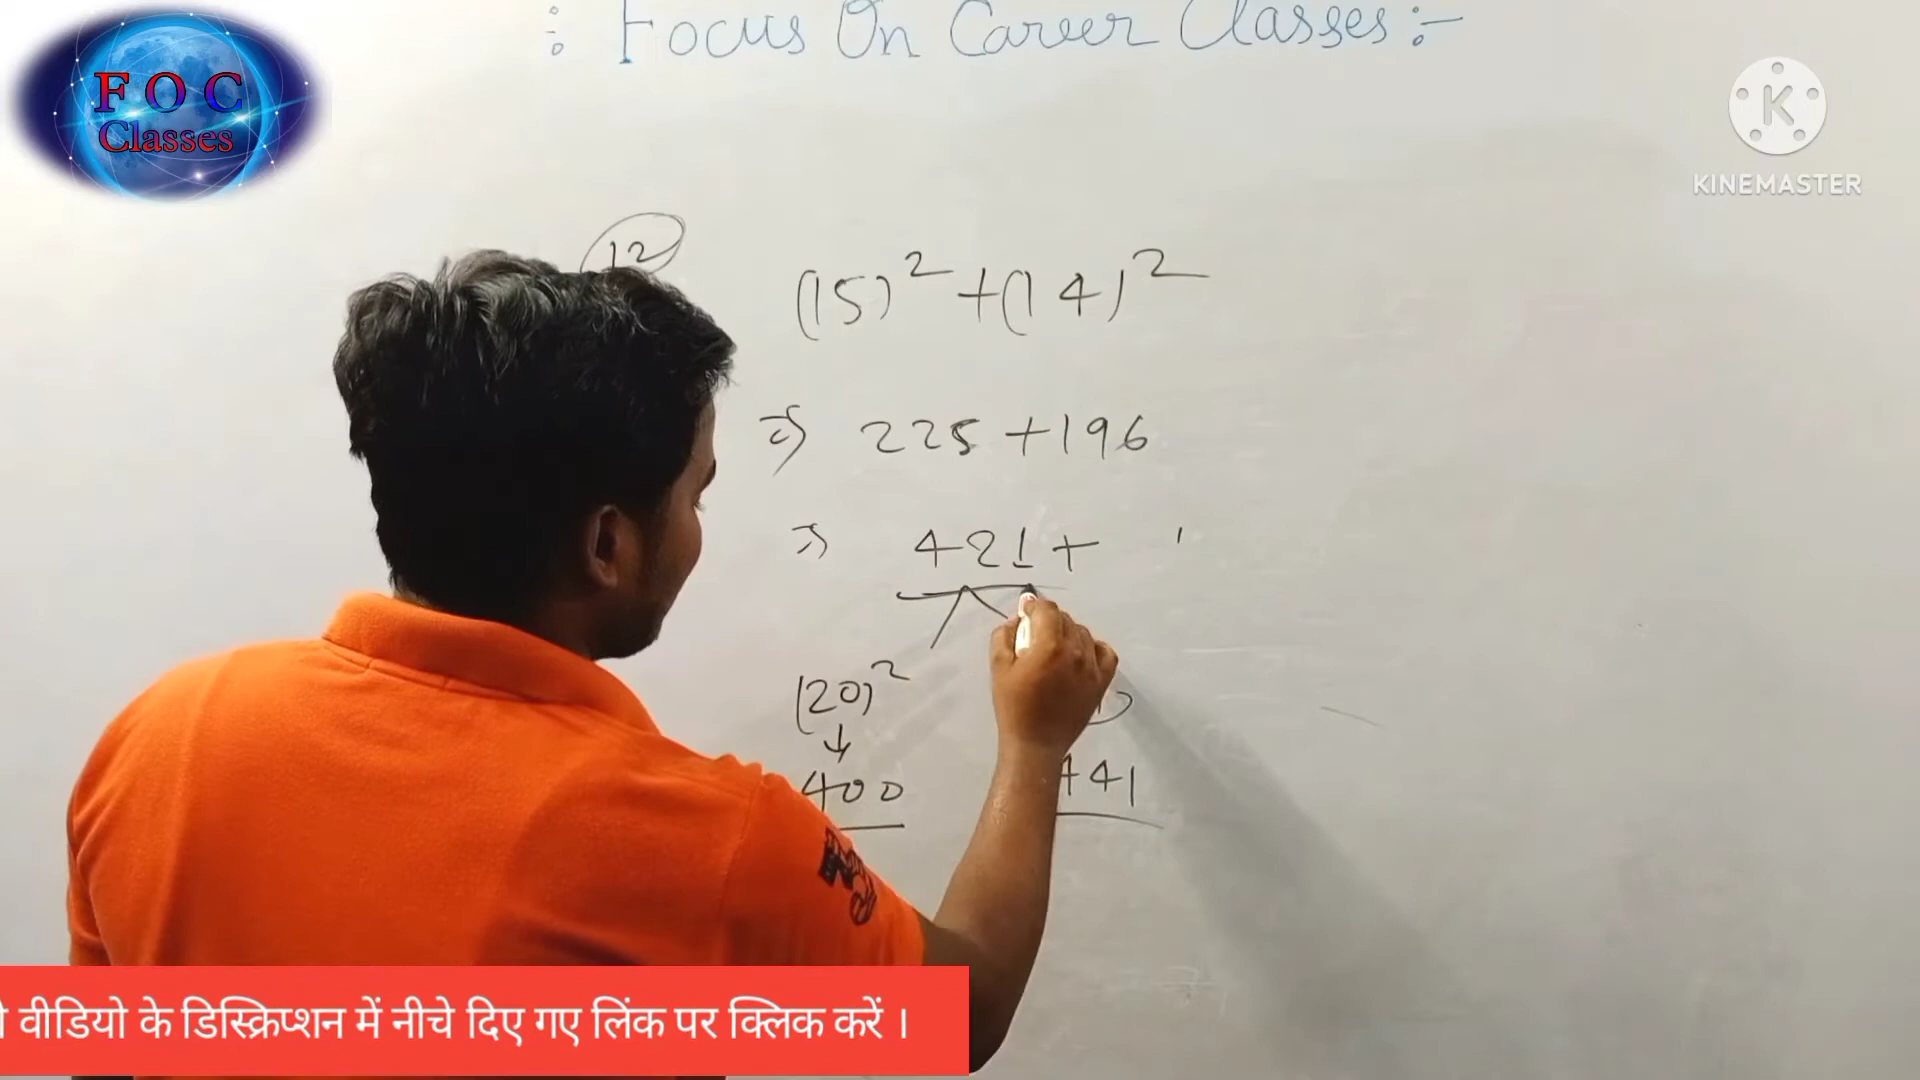 : Focus On Career Classes :-
F O C
Classes
KINEMASTER
12
(15)² + (14)²
⇒ 225 + 196
⇒ 421 +
(20)²
↓
400
441
वीडियो के डिस्क्रिप्शन में नीचे दिए गए लिंक पर क्लिक करें ।